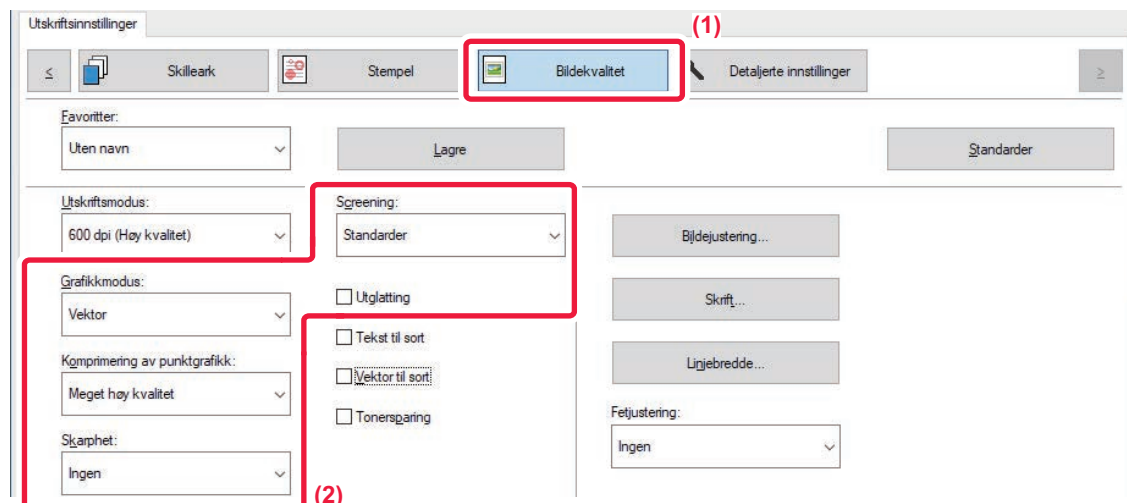 Utskriftsinnstillinger
(1)
≤ Skilleark Stempel Bildekvalitet Detaljerte innstillinger ≥
Favoritter:
Uten navn Lagre Standarder
Utskriftsmodus: Screening:
600 dpi (Høy kvalitet) Standarder Bildejustering...
Grafikkmodus:
Vektor Utglatting Skrift...
Tekst til sort
Komprimering av punktgrafikk: Linjebredde...
Meget høy kvalitet Vektor til sort
Tonersparing Fetjustering:
Skarphet:
Ingen Ingen
(2)